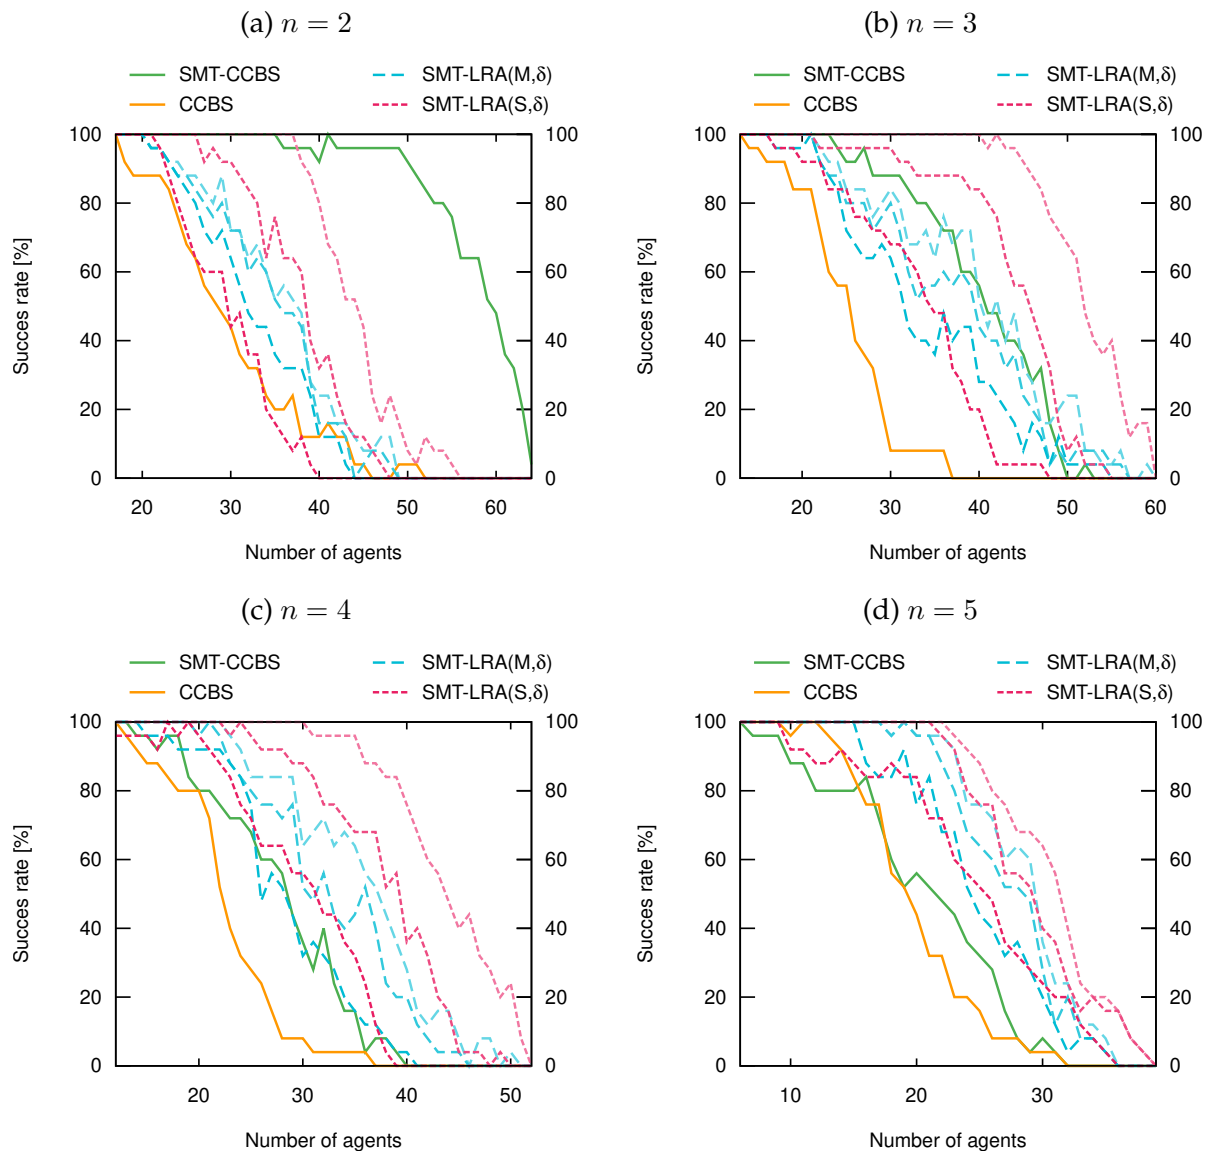 (a) n = 2
SMT-CCBS SMT-LRA(M,δ)
CCBS SMT-LRA(S,δ)
100 100
80 80
60 60
40 40
20 20
0 0
20 30 40 50 60
Succes rate [%]
Number of agents
(b) n = 3
SMT-CCBS SMT-LRA(M,δ)
CCBS SMT-LRA(S,δ)
100 100
80 80
60 60
40 40
20 20
0 0
20 30 40 50 60
Succes rate [%]
Number of agents
(c) n = 4
SMT-CCBS SMT-LRA(M,δ)
CCBS SMT-LRA(S,δ)
100 100
80 80
60 60
40 40
20 20
0 0
20 30 40 50
Succes rate [%]
Number of agents
(d) n = 5
SMT-CCBS SMT-LRA(M,δ)
CCBS SMT-LRA(S,δ)
100 100
80 80
60 60
40 40
20 20
0 0
10 20 30
Succes rate [%]
Number of agents